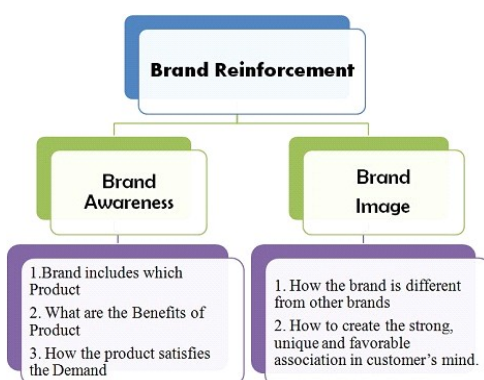 Brand Reinforcement
Brand
Awareness
Brand
Image
1.Brand includes which
Product
2. What are the Benefits of
Product
3. How the product satisfies
the Demand
1. How the brand is different
from other brands
2. How to create the strong,
unique and favorable
association in customer's mind.